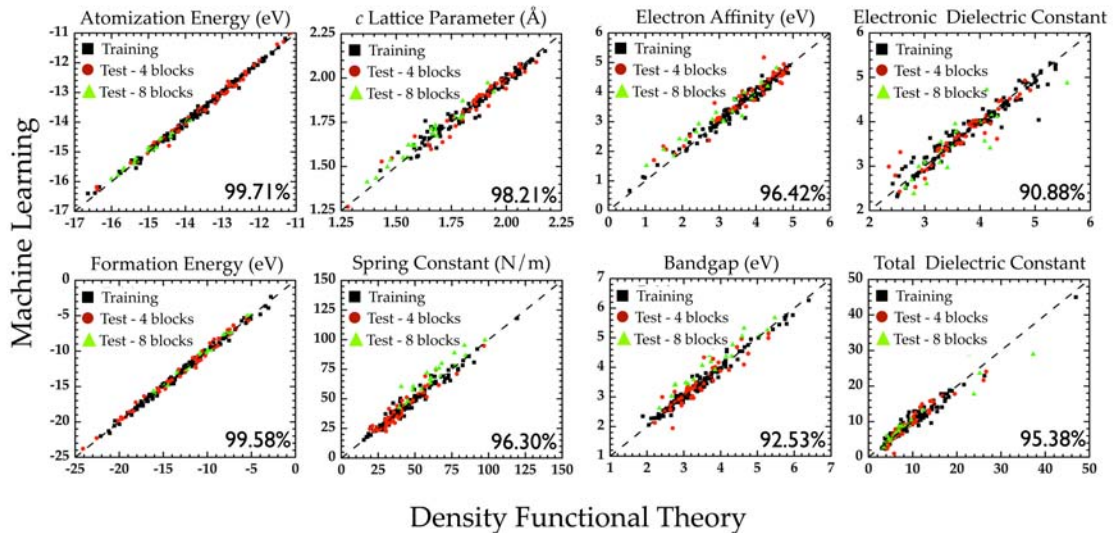 Machine Learning
Atomization Energy (eV)
-11
-12
-13
-14
-15
-16
-17
Training
Test - 4 blocks
Test - 8 blocks
99.71%
-17 -16 -15 -14 -13 -12 -11
c Lattice Parameter (Å)
2.25
2.00
1.75
1.50
1.25
Training
Test - 4 blocks
Test - 8 blocks
98.21%
1.25 1.50 1.75 2.00 2.25
Electron Affinity (eV)
6
5
4
3
2
1
0
Training
Test - 4 blocks
Test - 8 blocks
96.42%
0 1 2 3 4 5 6
Electronic Dielectric Constant
6
5
4
3
2
Training
Test - 4 blocks
Test - 8 blocks
90.88%
2 3 4 5 6
Formation Energy (eV)
0
-5
-10
-15
-20
-25
Training
Test - 4 blocks
Test - 8 blocks
99.58%
-25 -20 -15 -10 -5 0
Spring Constant (N/m)
150
125
100
75
50
25
0
Training
Test - 4 blocks
Test - 8 blocks
96.30%
0 25 50 75 100 125 150
Bandgap (eV)
7
6
5
4
3
2
1
Training
Test - 4 blocks
Test - 8 blocks
92.53%
1 2 3 4 5 6 7
Total Dielectric Constant
50
40
30
20
10
0
Training
Test - 4 blocks
Test - 8 blocks
95.38%
0 10 20 30 40 50
Density Functional Theory